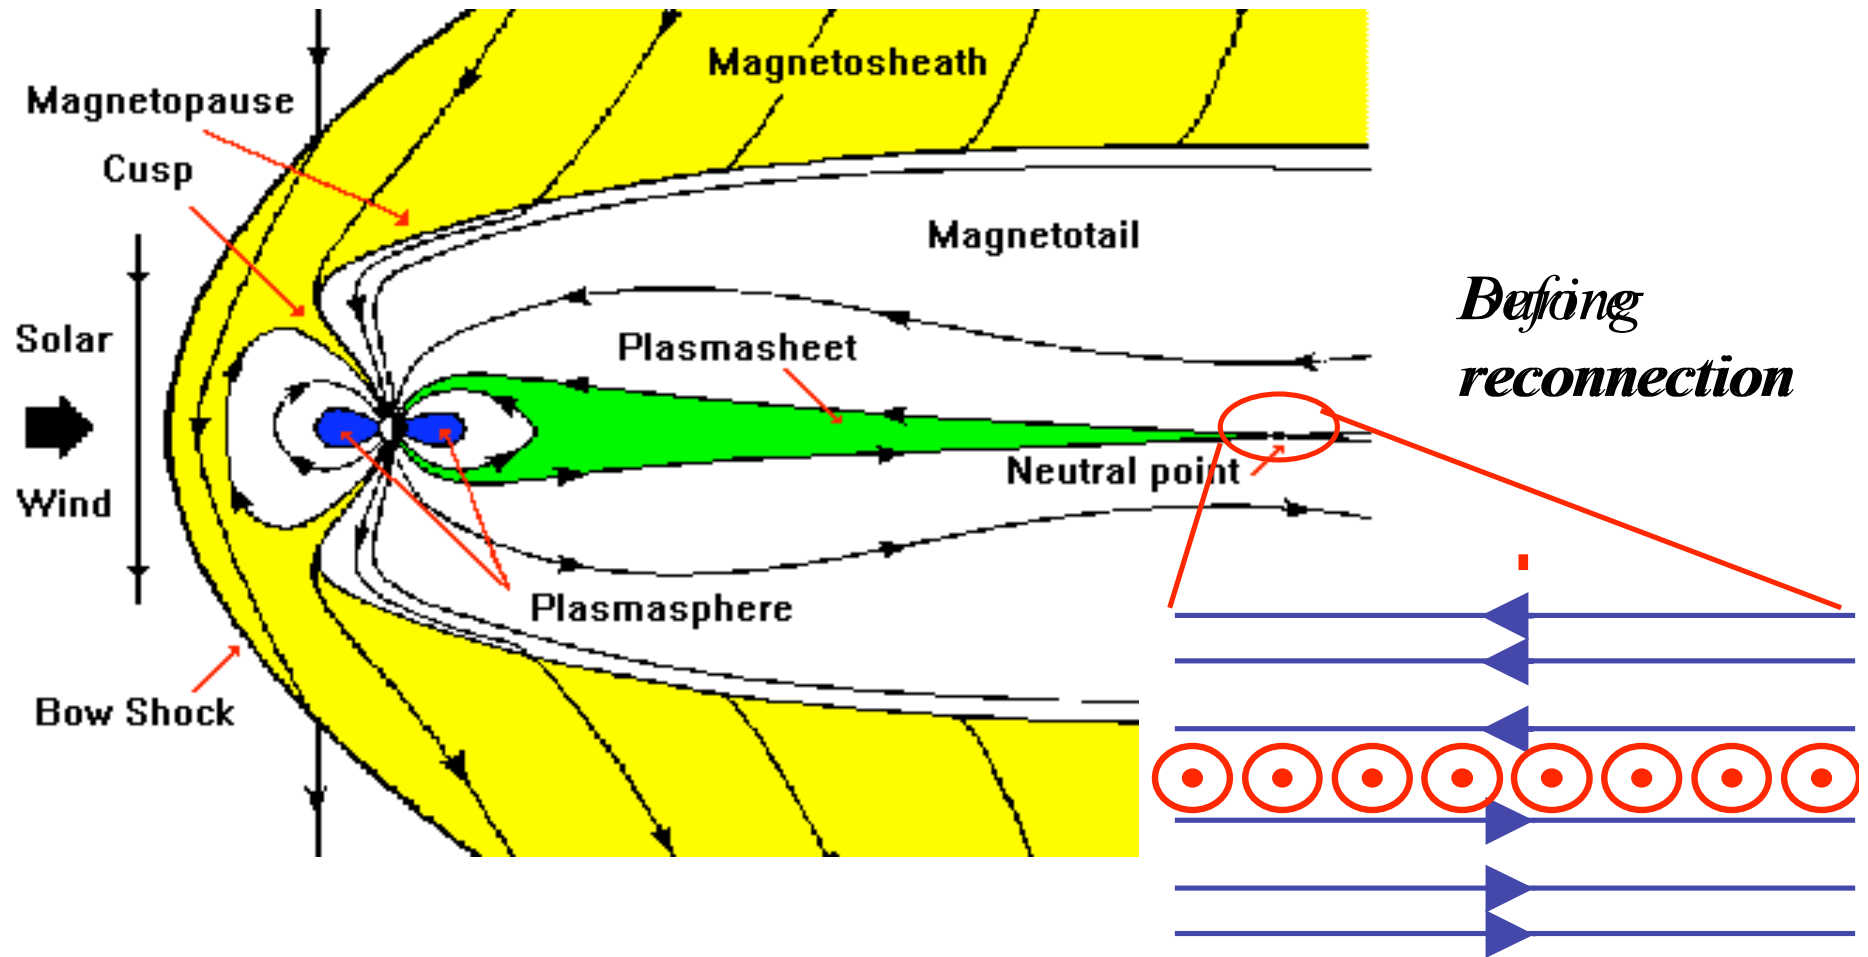 Magnetosheath
Magnetopause
Cusp
Magnetotail
Solar
Wind
Plasmasheet
reconnection
Neutral point
Plasmasphere
Bow Shock